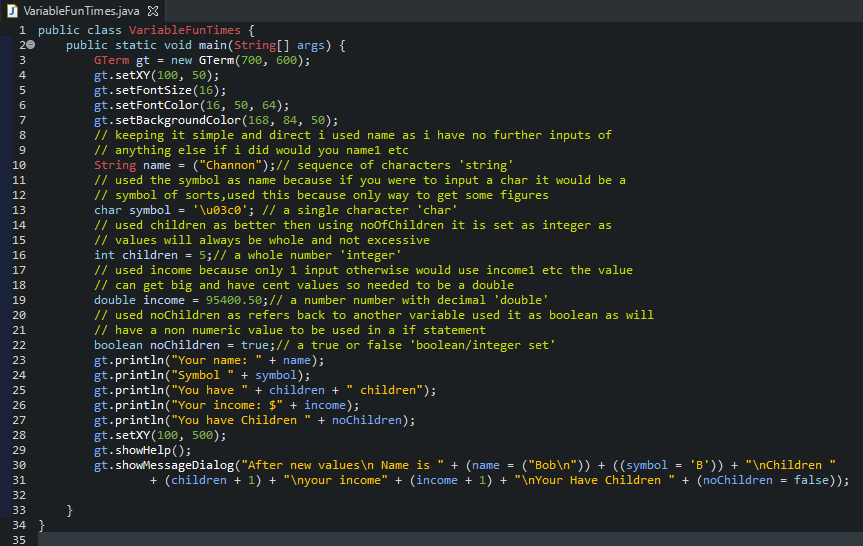 VariableFunTimes.java
1 public class VariableFunTimes {
2 public static void main(String[] args) {
3 GTerm gt = new GTerm(700, 600);
4 gt.setXY(100, 50);
5 gt.setFontSize(16);
6 gt.setFontColor(16, 50, 64);
7 gt.setBackgroundColor(168, 84, 50);
8 // keeping it simple and direct i used name as i have no further inputs of
9 // anything else if i did would you name1 etc
10 String name = ("Channon");// sequence of characters 'string'
11 // used the symbol as name because if you were to input a char it would be a
12 // symbol of sorts,used this because only way to get some figures
13 char symbol = '\u03c0'; // a single character 'char'
14 // used children as better then using noOfChildren it is set as integer as
15 // values will always be whole and not excessive
16 int children = 5;// a whole number 'integer'
17 // used income because only 1 input otherwise would use income1 etc the value
18 // can get big and have cent values so needed to be a double
19 double income = 95400.50;// a number number with decimal 'double'
20 // used noChildren as refers back to another variable used it as boolean as will
21 // have a non numeric value to be used in a if statement
22 boolean noChildren = true;// a true or false 'boolean/integer set'
23 gt.println("Your name: " + name);
24 gt.println("Symbol " + symbol);
25 gt.println("You have " + children + " children");
26 gt.println("Your income: $" + income);
27 gt.println("You have Children " + noChildren);
28 gt.setXY(100, 500);
29 gt.showHelp();
30 gt.showMessageDialog("After new values\n Name is " + (name = ("Bob\n")) + ((symbol = 'B')) + "\nChildren "
31 + (children + 1) + "\nyour income" + (income + 1) + "\nYour Have Children " + (noChildren = false));
32
33 }
34 }
35